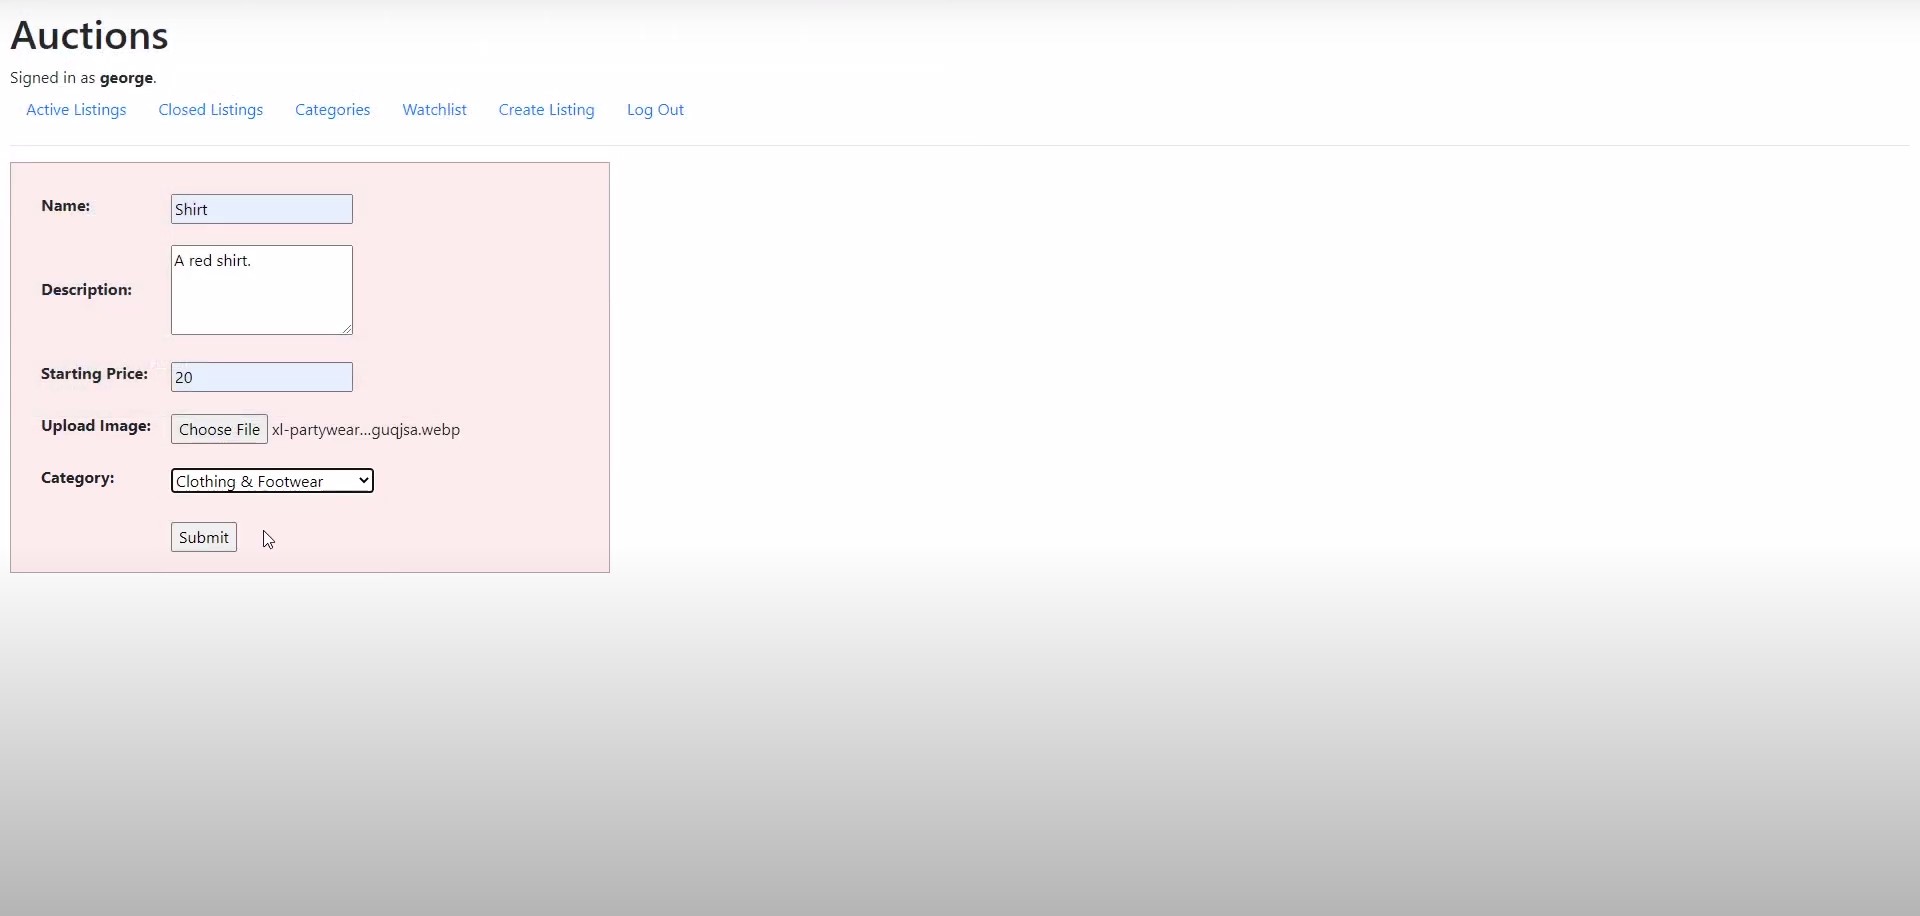 Auctions
Signed in as george.
Active Listings Closed Listings Categories Watchlist Create Listing Log Out
Name: Shirt
Description: A red shirt.
Starting Price: 20
Upload Image: Choose File xl-partywear...guqjsa.webp
Category: Clothing & Footwear
Submit